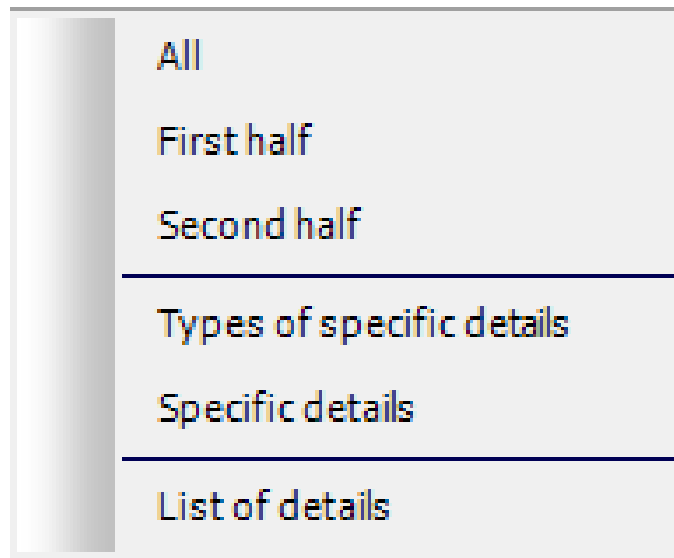 All
First half
Second half
Types of specific details
Specific details
List of details